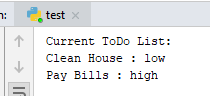 n:
test
Current ToDo List:
Clean House : low
Pay Bills : high